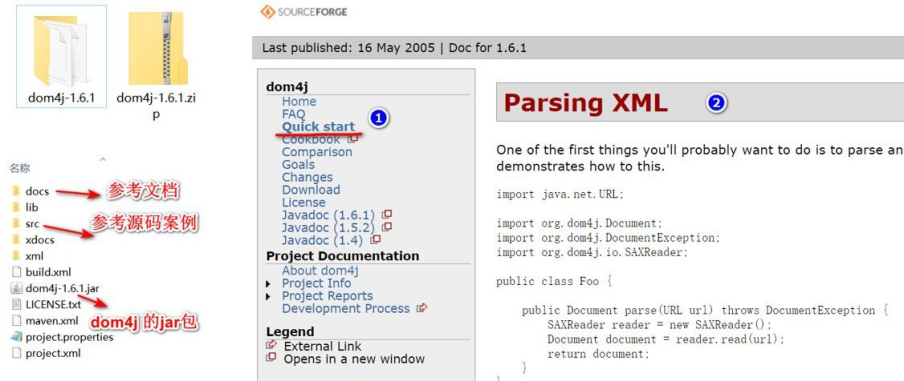 dom4j-1.6.1
dom4j-1.6.1.zi
p
名称
docs
参考文档
lib
src
参考源码案例
xdocs
xml
build.xml
dom4j-1.6.1.jar
LICENSE.txt
maven.xml
dom4j 的jar包
project.properties
project.xml
SOURCEFORGE
Last published: 16 May 2005 | Doc for 1.6.1
dom4j
Home
FAQ
Quick start
1
Cookbook
Comparison
Goals
Changes
Download
License
Javadoc (1.6.1)
Javadoc (1.5.2)
Javadoc (1.4)
Project Documentation
About dom4j
Project Info
Project Reports
Development Process
Legend
External Link
Opens in a new window
Parsing XML 2
One of the first things you'll probably want to do is to parse an
demonstrates how to this.
import java.net.URL;
import org.dom4j.Document;
import org.dom4j.DocumentException;
import org.dom4j.io.SAXReader;
public class Foo {
public Document parse(URL url) throws DocumentException {
SAXReader reader = new SAXReader();
Document document = reader.read(url);
return document;
}
}